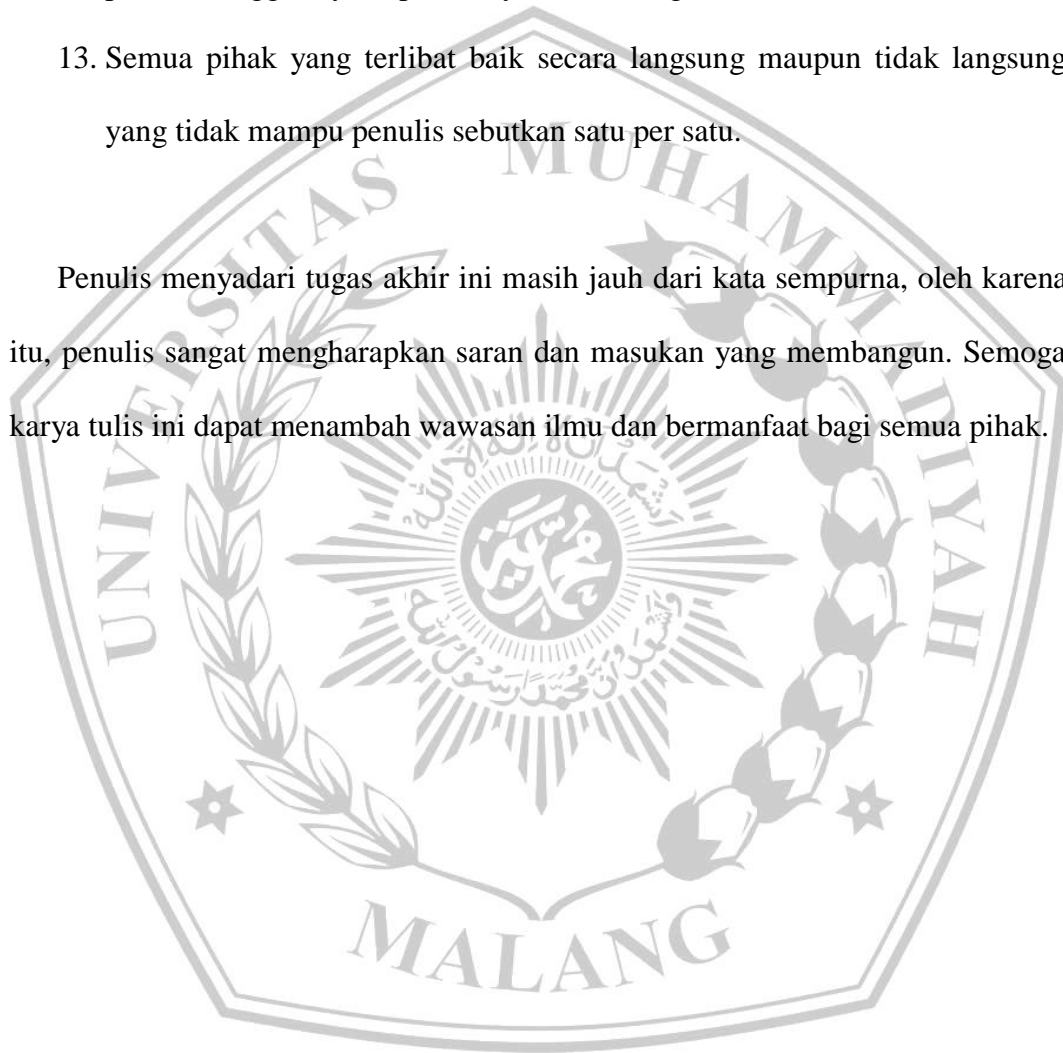 13. Semua pihak yang terlibat baik secara langsung maupun tidak langsung
yang tidak mampu penulis sebutkan satu per satu.
Penulis menyadari tugas akhir ini masih jauh dari kata sempurna, oleh karena
itu, penulis sangat mengharapkan saran dan masukan yang membangun. Semoga
karya tulis ini dapat menambah wawasan ilmu dan bermanfaat bagi semua pihak.
UNIVERSITAS MUHAMMADIYAH
MALANG